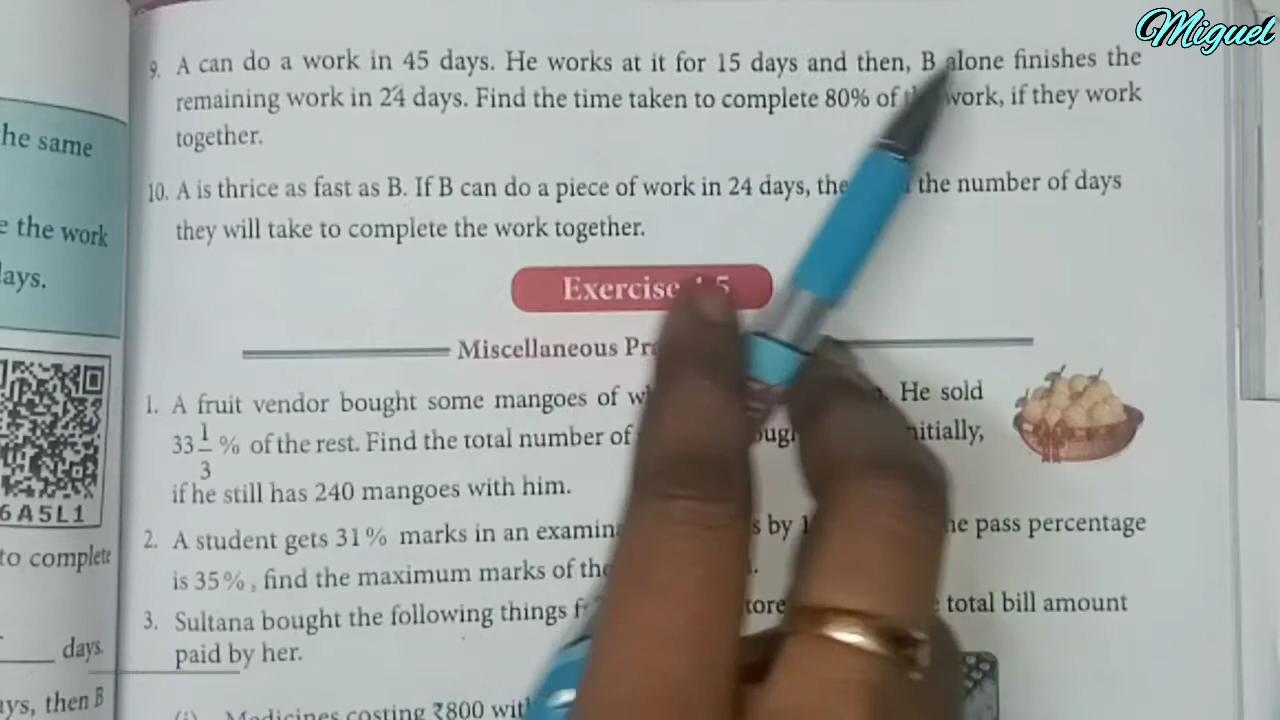 Miguel
9. A can do a work in 45 days. He works at it for 15 days and then, B alone finishes the
remaining work in 24 days. Find the time taken to complete 80% of work, if they work
together.
10. A is thrice as fast as B. If B can do a piece of work in 24 days, the number of days
they will take to complete the work together.
Exercise 5
Miscellaneous
1. A fruit vendor bought some mangoes of He sold
33 1/3 % of the rest. Find the total number of
if he still has 240 mangoes with him.
2. A student gets 31% marks in an by pass percentage
is 35%, find the maximum marks of
3. Sultana bought the following things total bill amount
paid by her.
Medicines costing ₹800
he same
the work
days.
6A5L1
to complete
days.
then B